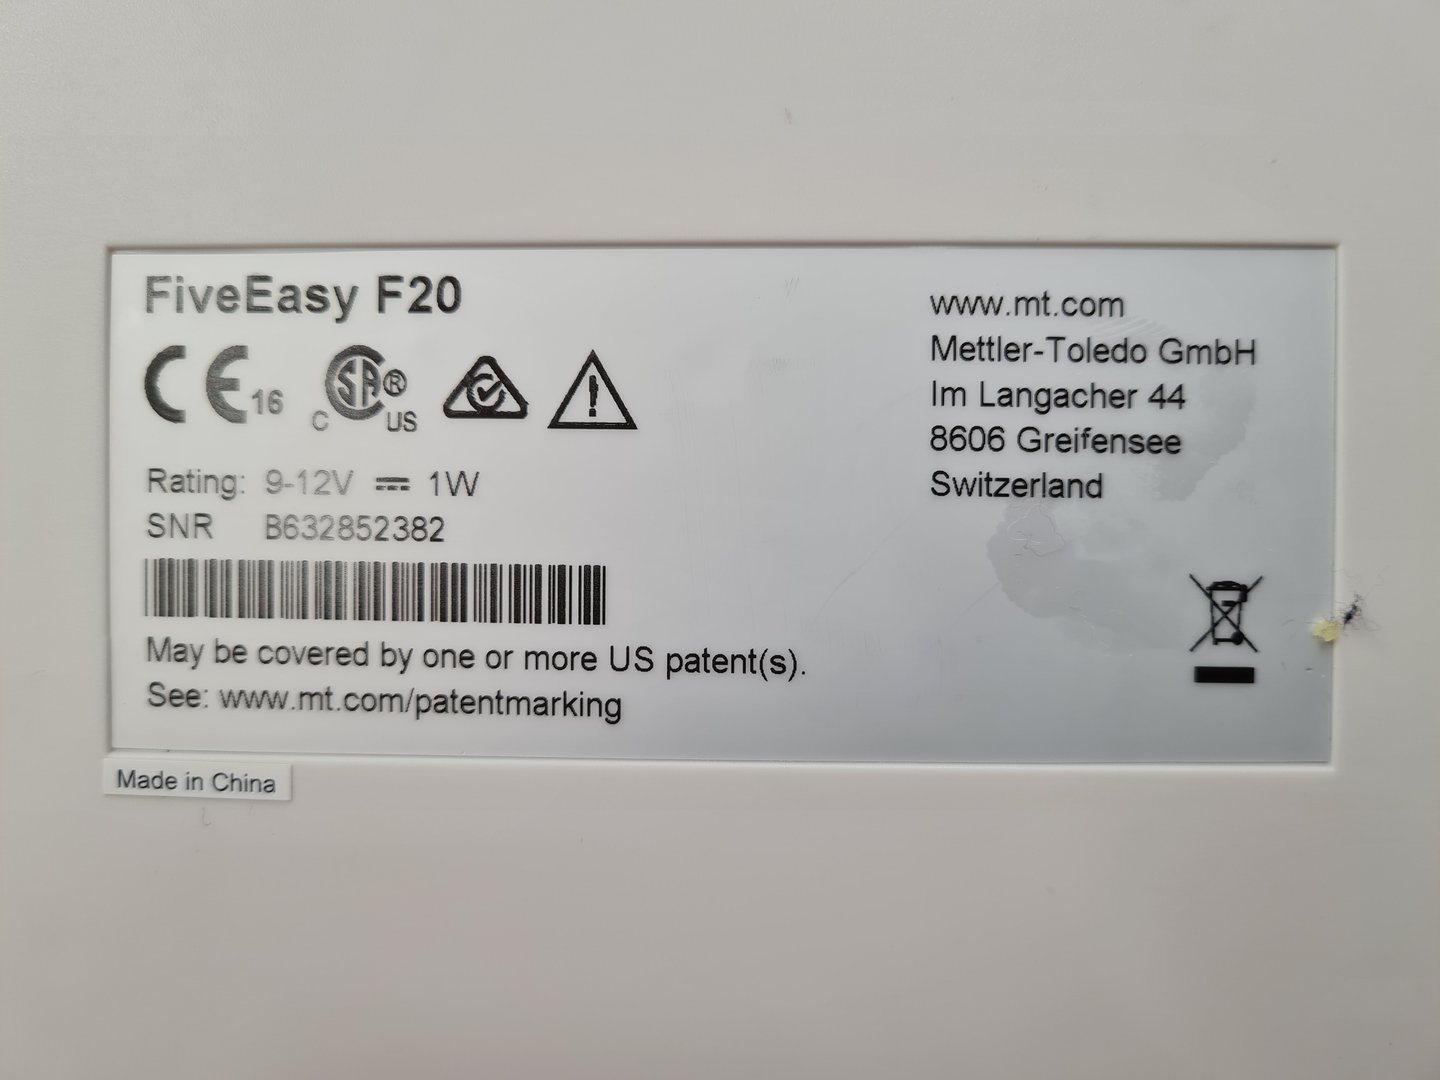 FiveEasy F20
CE 16 C SA® US
Rating: 9-12V ⎓ 1W
SNR B632852382
May be covered by one or more US patent(s).
See: www.mt.com/patentmarking
www.mt.com
Mettler-Toledo GmbH
Im Langacher 44
8606 Greifensee
Switzerland
Made in China